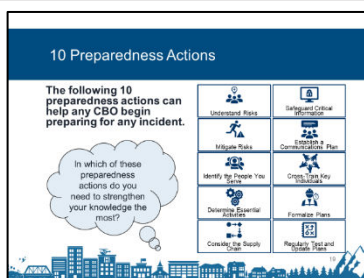 10 Preparedness Actions
The following 10
preparedness actions can
help any CBO begin
preparing for any incident.
In which of these
preparedness
actions do you
need to strengthen
your knowledge the
most?
Understand Risks
Safeguard Critical
Information
Mitigate Risks
Establish a
Communications Plan
Identify the People You
Serve
Cross-Train Key
Individuals
Determine Essential
Activities
Formalize Plans
Consider the Supply
Chain
Regularly Test and
Update Plans